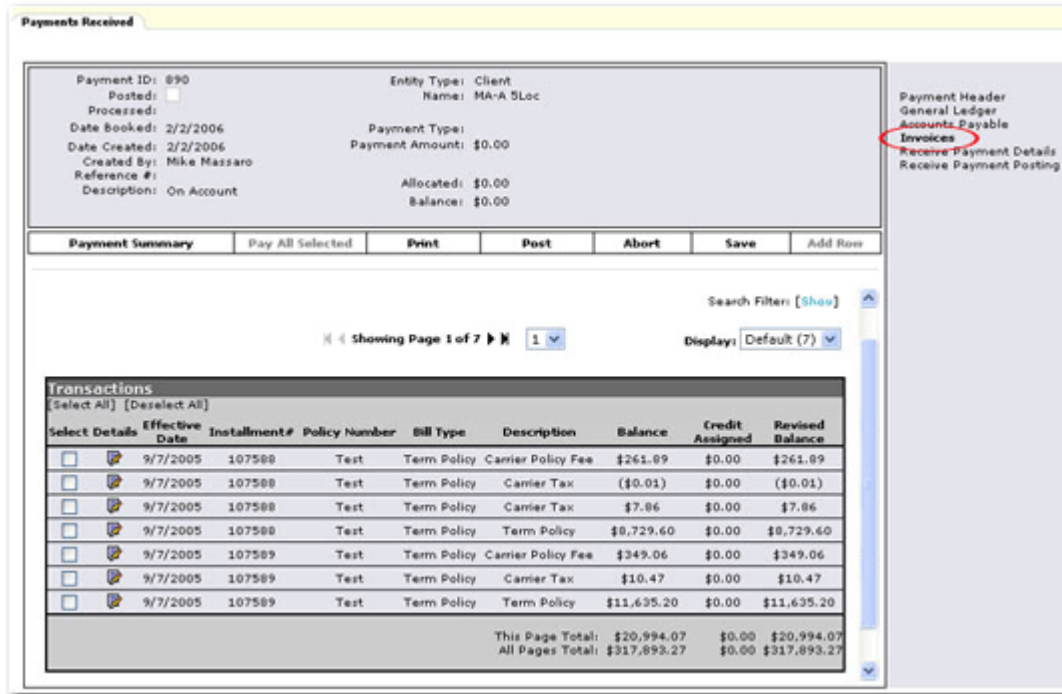 Payments Received
Payment ID: 890
Posted:
Processed:
Date Booked: 2/2/2006
Date Created: 2/2/2006
Created By: Mike Massaro
Reference #:
Description: On Account
Entity Type: Client
Name: MA-A 5Loc
Payment Type:
Payment Amount: $0.00
Allocated: $0.00
Balance: $0.00
Payment Header
General Ledger
Accounts Payable
Invoices
Receive Payment Details
Receive Payment Posting
Payment Summary Pay All Selected Print Post Abort Save Add Row
Search Filter: [Show]
Showing Page 1 of 7 1 Display: Default (7)
Transactions
[Select All] [Deselect All]
Select Details Effective Date Installment# Policy Number Bill Type Description Balance Credit Assigned Revised Balance
9/7/2005 107588 Test Term Policy Carrier Policy Fee $261.89 $0.00 $261.89
9/7/2005 107588 Test Term Policy Carrier Tax ($0.01) $0.00 ($0.01)
9/7/2005 107588 Test Term Policy Carrier Tax $7.86 $0.00 $7.86
9/7/2005 107588 Test Term Policy Term Policy $8,729.60 $0.00 $8,729.60
9/7/2005 107589 Test Term Policy Carrier Policy Fee $349.06 $0.00 $349.06
9/7/2005 107589 Test Term Policy Carrier Tax $10.47 $0.00 $10.47
9/7/2005 107589 Test Term Policy Term Policy $11,635.20 $0.00 $11,635.20
This Page Total: $20,994.07 $0.00 $20,994.07
All Pages Total: $317,893.27 $0.00 $317,893.27